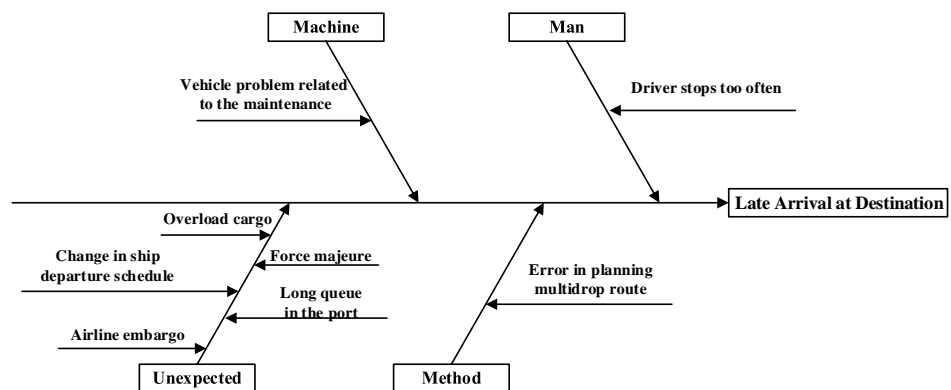 Machine
Man
Vehicle problem related
to the maintenance
Driver stops too often
Late Arrival at Destination
Overload cargo
Force majeure
Change in ship
departure schedule
Long queue
in the port
Airline embargo
Error in planning
multidrop route
Unexpected
Method